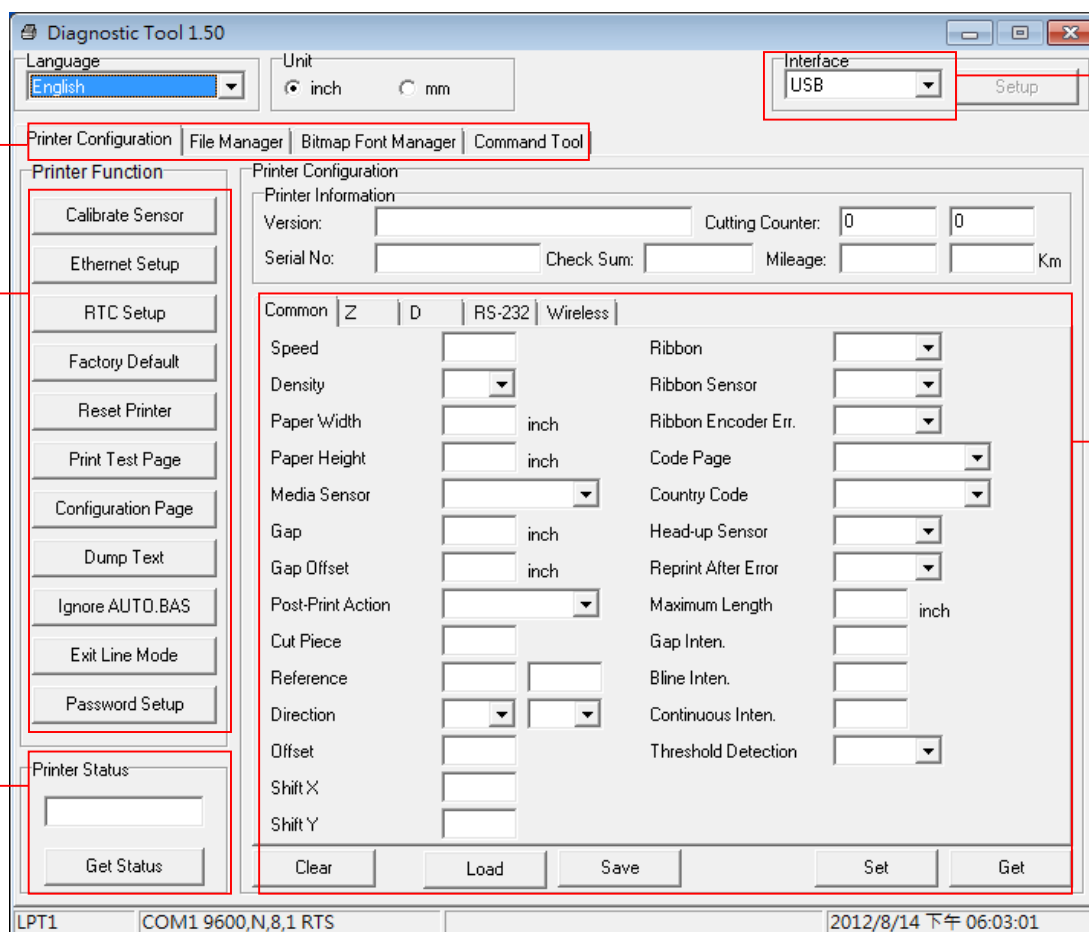 Diagnostic Tool 1.50
Language
English
Unit
inch
mm
Interface
USB
Setup
Printer Configuration
File Manager
Bitmap Font Manager
Command Tool
Printer Function
Calibrate Sensor
Ethernet Setup
RTC Setup
Factory Default
Reset Printer
Print Test Page
Configuration Page
Dump Text
Ignore AUTO.BAS
Exit Line Mode
Password Setup
Printer Status
Get Status
Printer Configuration
Printer Information
Version:
Cutting Counter: 0 0
Serial No:
Check Sum:
Mileage:
Km
Common
Z
D
RS-232
Wireless
Speed
Density
Paper Width inch
Paper Height inch
Media Sensor
Gap inch
Gap Offset inch
Post-Print Action
Cut Piece
Reference
Direction
Offset
Shift X
Shift Y
Ribbon
Ribbon Sensor
Ribbon Encoder Err.
Code Page
Country Code
Head-up Sensor
Reprint After Error
Maximum Length inch
Gap Inten.
Bline Inten.
Continuous Inten.
Threshold Detection
Clear
Load
Save
Set
Get
LPT1
COM1 9600,N,8,1 RTS
2012/8/14 下午 06:03:01